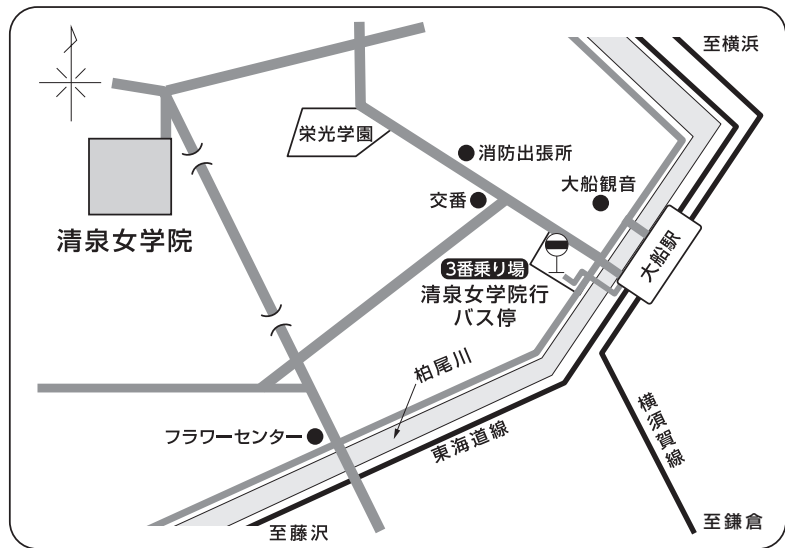 至横浜
栄光学園
消防出張所
大船観音
交番
清泉女学院
大船駅
3番乗り場
清泉女学院行
バス停
柏尾川
フラワーセンター
東海道線
横須賀線
至藤沢
至鎌倉